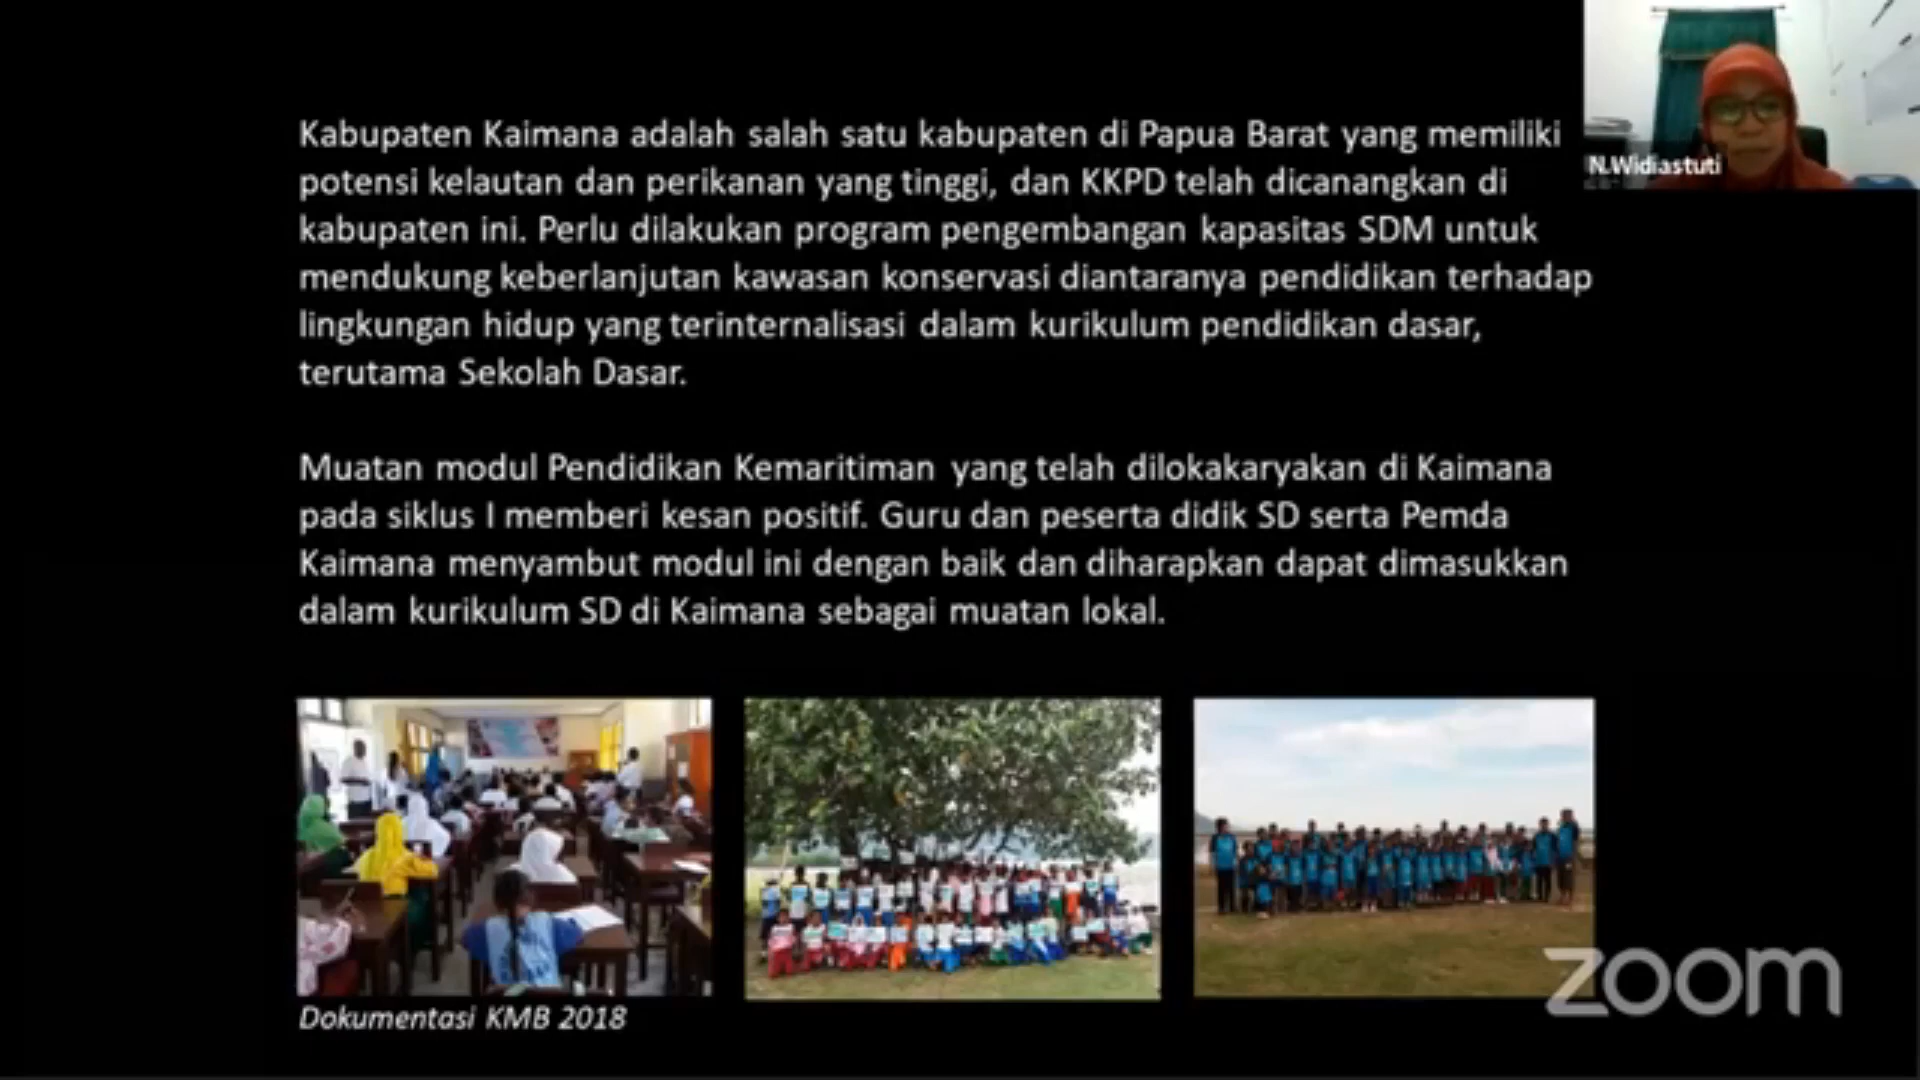 Kabupaten Kaimana adalah salah satu kabupaten di Papua Barat yang memiliki
potensi kelautan dan perikanan yang tinggi, dan KKPD telah dicanangkan di
kabupaten ini. Perlu dilakukan program pengembangan kapasitas SDM untuk
mendukung keberlanjutan kawasan konservasi diantaranya pendidikan terhadap
lingkungan hidup yang terinternalisasi dalam kurikulum pendidikan dasar,
terutama Sekolah Dasar.
Muatan modul Pendidikan Kemaritiman yang telah dilokakaryakan di Kaimana
pada siklus I memberi kesan positif. Guru dan peserta didik SD serta Pemda
Kaimana menyambut modul ini dengan baik dan diharapkan dapat dimasukkan
dalam kurikulum SD di Kaimana sebagai muatan lokal.
Dokumentasi KMB 2018
N.Widiastuti
zoom